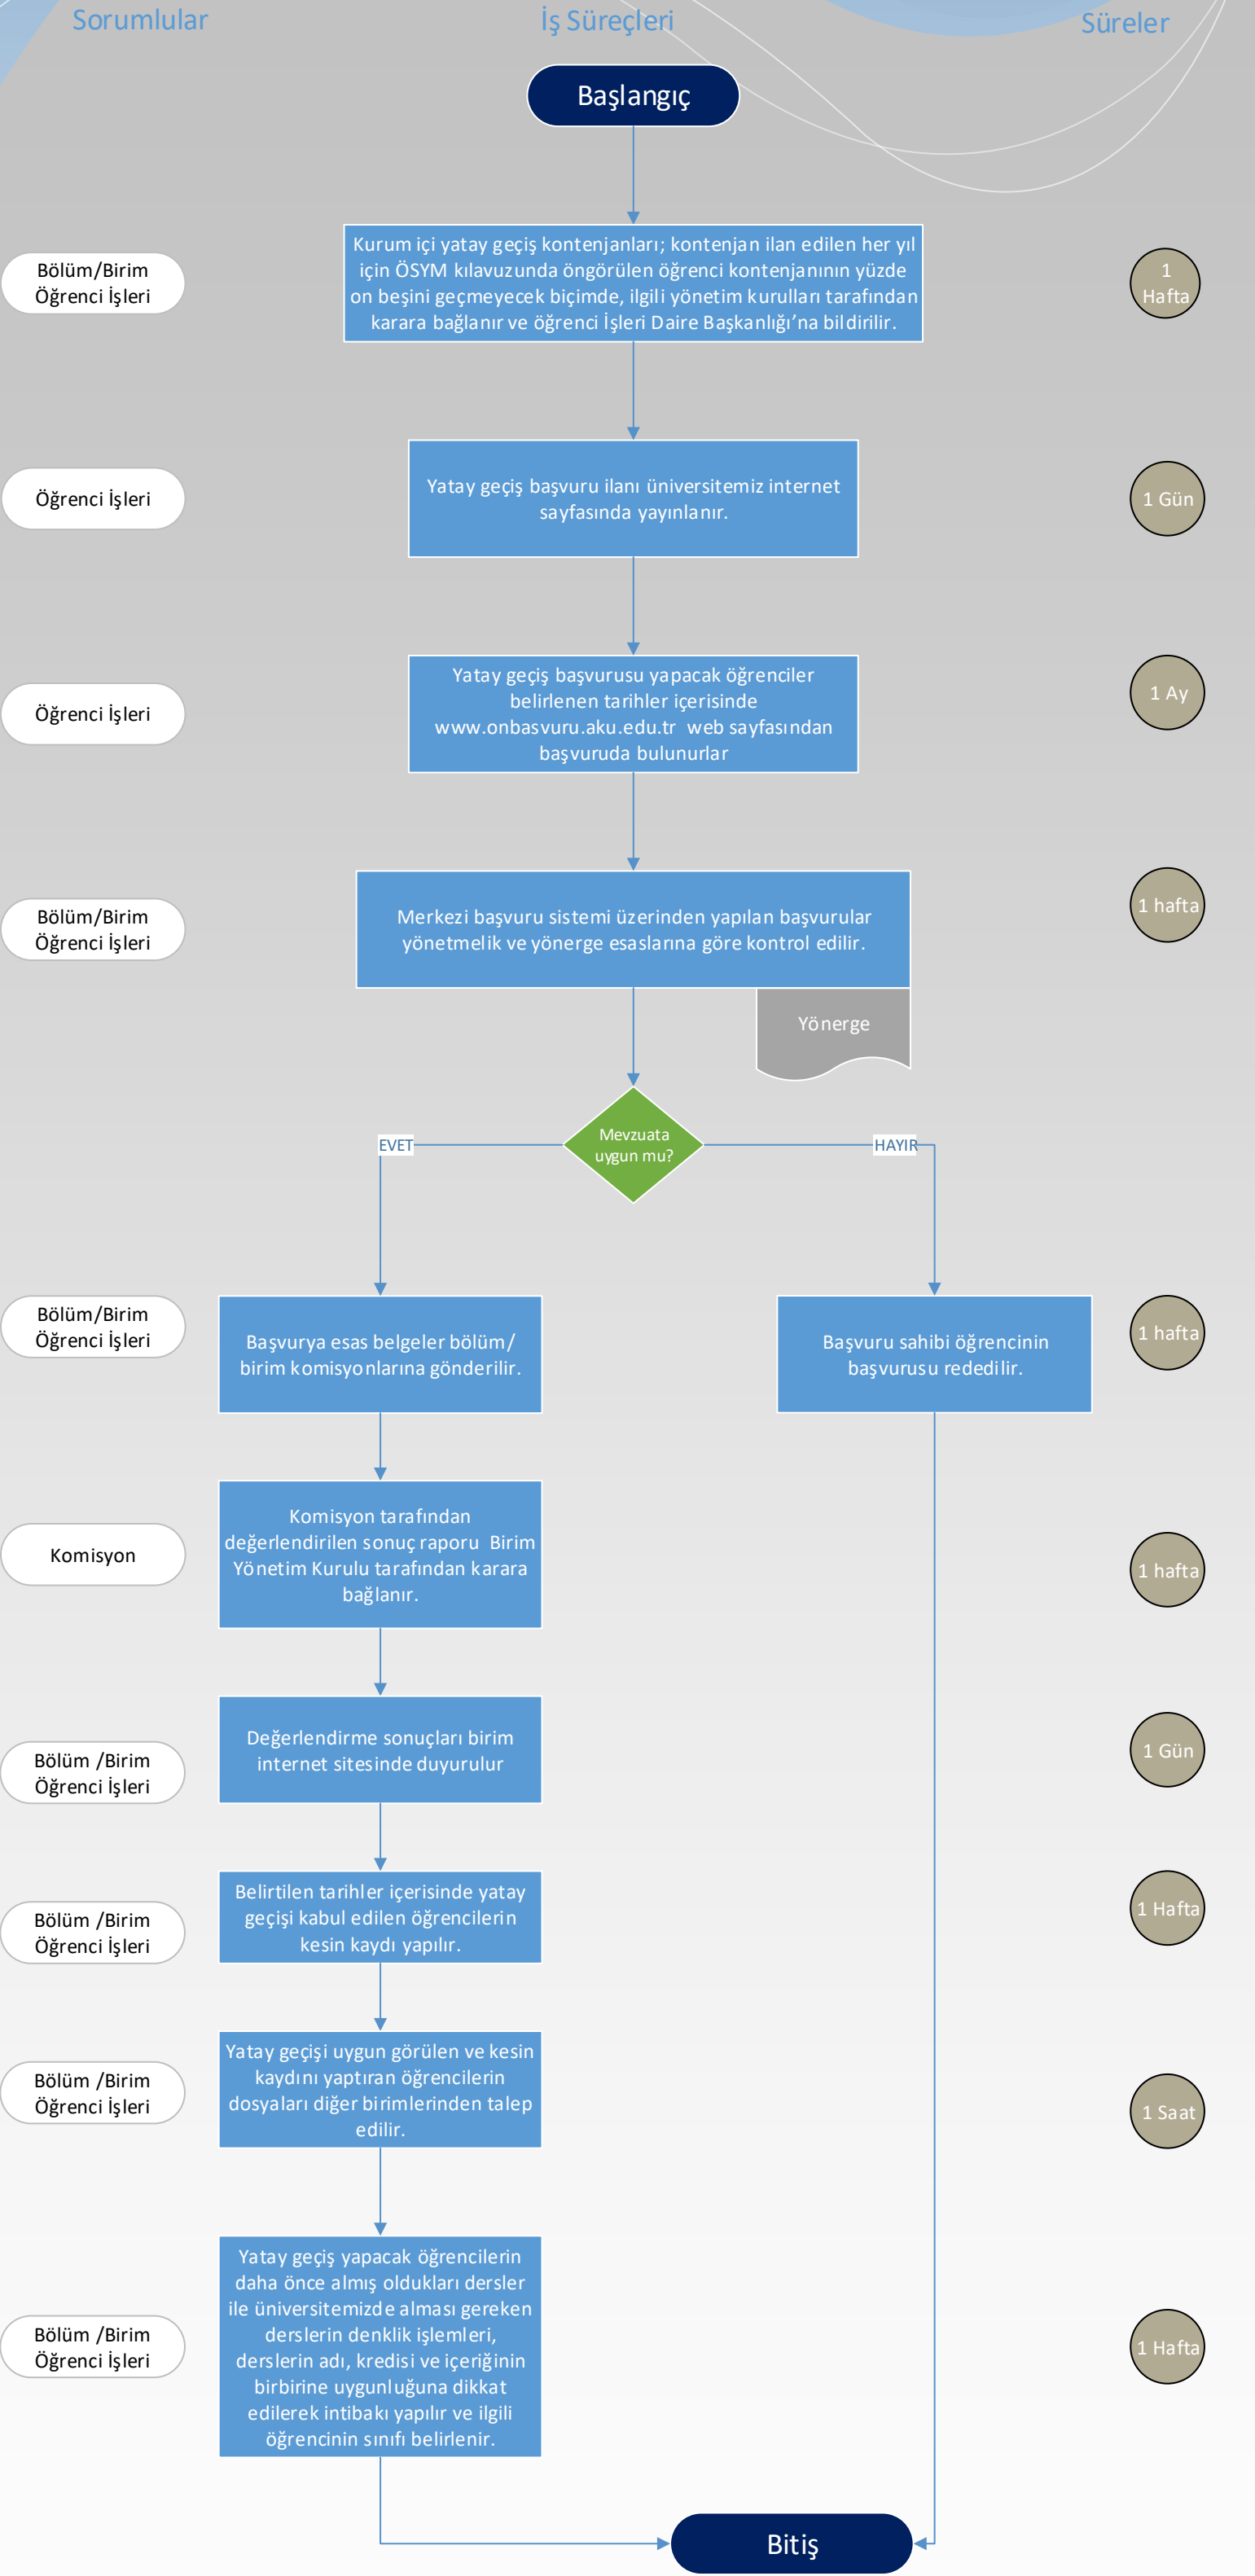 Sorumlular
İş Süreçleri
Süreler
Başlangıç
Bölüm/Birim
Öğrenci İşleri
Kurum içi yatay geçiş kontenjanları; kontenjan ilan edilen her yıl
için ÖSYM kılavuzunda öngörülen öğrenci kontenjanının yüzde
on beşini geçmeyecek biçimde, ilgili yönetim kurulları tarafından
karara bağlanır ve öğrenci İşleri Daire Başkanlığı’na bildirilir.
1
Hafta
Öğrenci İşleri
Yatay geçiş başvuru ilanı üniversitemiz internet
sayfasında yayınlanır.
1 Gün
Öğrenci İşleri
Yatay geçiş başvurusu yapacak öğrenciler
belirlenen tarihler içerisinde
www.onbasvuru.aku.edu.tr web sayfasından
başvuruda bulunurlar
1 Ay
Bölüm/Birim
Öğrenci İşleri
Merkezi başvuru sistemi üzerinden yapılan başvurular
yönetmelik ve yönerge esaslarına göre kontrol edilir.
1 hafta
Yönerge
Mevzuata
uygun mu?
EVET
HAYIR
Bölüm/Birim
Öğrenci İşleri
Başvurya esas belgeler bölüm/
birim komisyonlarına gönderilir.
Başvuru sahibi öğrencinin
başvurusu rededilir.
1 hafta
Komisyon
Komisyon tarafından
değerlendirilen sonuç raporu Birim
Yönetim Kurulu tarafından karara
bağlanır.
1 hafta
Bölüm /Birim
Öğrenci İşleri
Değerlendirme sonuçları birim
internet sitesinde duyurulur
1 Gün
Bölüm /Birim
Öğrenci İşleri
Belirtilen tarihler içerisinde yatay
geçişi kabul edilen öğrencilerin
kesin kaydı yapılır.
1 Hafta
Bölüm /Birim
Öğrenci İşleri
Yatay geçişi uygun görülen ve kesin
kaydını yaptıran öğrencilerin
dosyaları diğer birimlerinden talep
edilir.
1 Saat
Bölüm /Birim
Öğrenci İşleri
Yatay geçiş yapacak öğrencilerin
daha önce almış oldukları dersler
ile üniversitemizde alması gereken
derslerin denklik işlemleri,
derslerin adı, kredisi ve içeriğinin
birbirine uygunluğuna dikkat
edilerek intibakı yapılır ve ilgili
öğrencinin sınıfı belirlenir.
1 Hafta
Bitiş